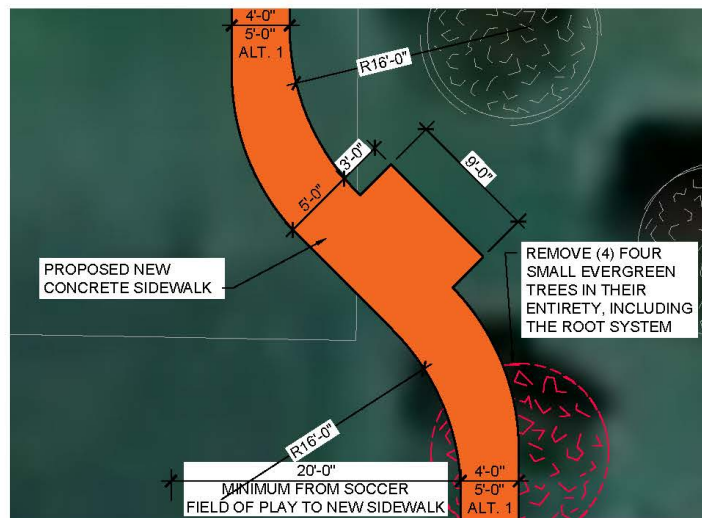 4'-0"
5'-0"
ALT. 1
R16'-0"
3'-0"
9'-0"
5'-0"
PROPOSED NEW
CONCRETE SIDEWALK
REMOVE (4) FOUR
SMALL EVERGREEN
TREES IN THEIR
ENTIRETY, INCLUDING
THE ROOT SYSTEM
R16'-0"
20'-0"
MINIMUM FROM SOCCER
FIELD OF PLAY TO NEW SIDEWALK
4'-0"
5'-0"
ALT. 1